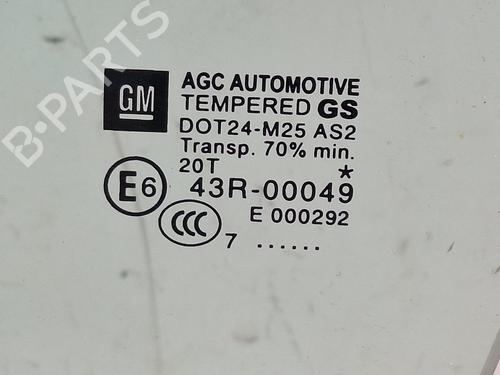 GM
AGC AUTOMOTIVE
TEMPERED GS
DOT24-M25 AS2
Transp. 70% min.
20T *
E6 43R-00049
E 000292
CCC
7 ......
B-PARTS